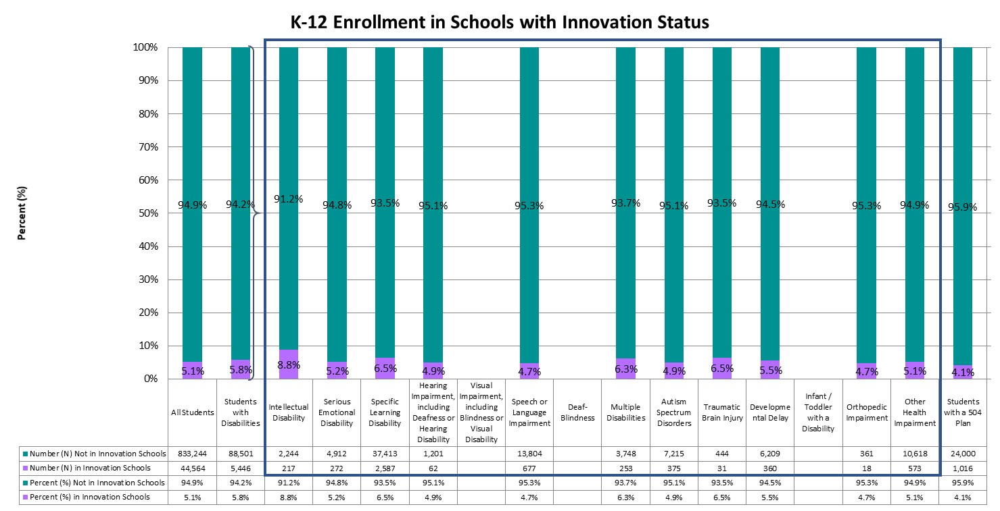 K-12 Enrollment in Schools with Innovation Status
Percent (%)
100%
90%
80%
70%
60%
50%
40%
30%
20%
10%
0%
94.9% 94.2% 91.2% 94.8% 93.5% 95.1% 95.3% 93.7% 95.1% 93.5% 94.5% 95.3% 94.9% 95.9%
5.1% 5.8% 8.8% 5.2% 6.5% 4.9% 4.7% 6.3% 4.9% 6.5% 5.5% 4.7% 5.1% 4.1%
All Students
Students
with
Disabilities
Intellectual
Disability
Serious
Emotional
Disability
Specific
Learning
Disability
Hearing
Impairment,
including
Deafness or
Hearing
Disability
Visual
Impairment,
including
Blindness or
Visual
Disability
Speech or
Language
Impairment
Deaf-
Blindness
Multiple
Disabilities
Autism
Spectrum
Disorders
Traumatic
Brain Injury
Developme
ntal Delay
Infant /
Toddler
with a
Disability
Orthopedic
Impairment
Other
Health
Impairment
Students
with a 504
Plan
Number (N) Not in Innovation Schools 833,244 88,501 2,244 4,912 37,413 1,201 13,804 3,748 7,215 444 6,209 361 10,618 24,000
Number (N) in Innovation Schools 44,564 5,446 217 272 2,587 62 677 253 375 31 360 18 573 1,016
Percent (%) Not in Innovation Schools 94.9% 94.2% 91.2% 94.8% 93.5% 95.1% 95.3% 93.7% 95.1% 93.5% 94.5% 95.3% 94.9% 95.9%
Percent (%) in Innovation Schools 5.1% 5.8% 8.8% 5.2% 6.5% 4.9% 4.7% 6.3% 4.9% 6.5% 5.5% 4.7% 5.1% 4.1%